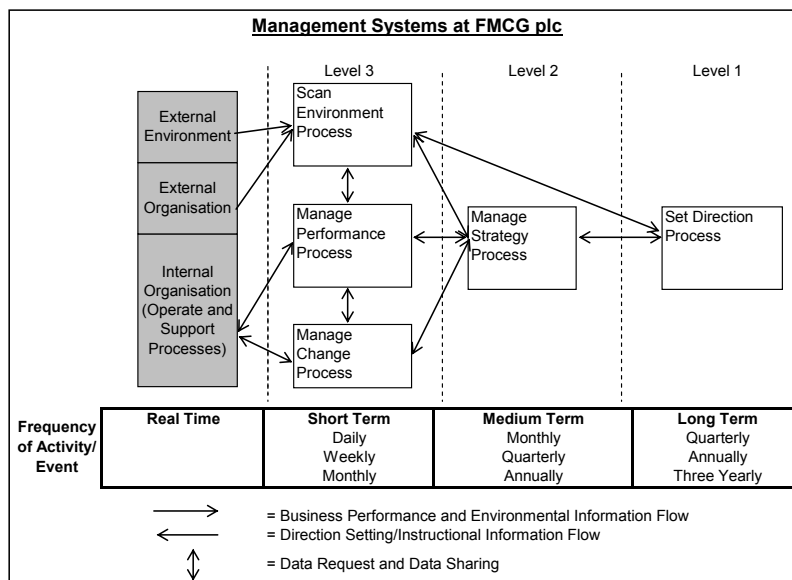 Management Systems at FMCG plc
Level 3
Level 2
Level 1
External
Environment
External
Organisation
Internal
Organisation
(Operate and
Support
Processes)
Scan
Environment
Process
Manage
Performance
Process
Manage
Change
Process
Manage
Strategy
Process
Set Direction
Process
Frequency
of Activity/
Event
Real Time
Short Term
Daily
Weekly
Monthly
Medium Term
Monthly
Quarterly
Annually
Long Term
Quarterly
Annually
Three Yearly
= Business Performance and Environmental Information Flow
= Direction Setting/Instructional Information Flow
= Data Request and Data Sharing